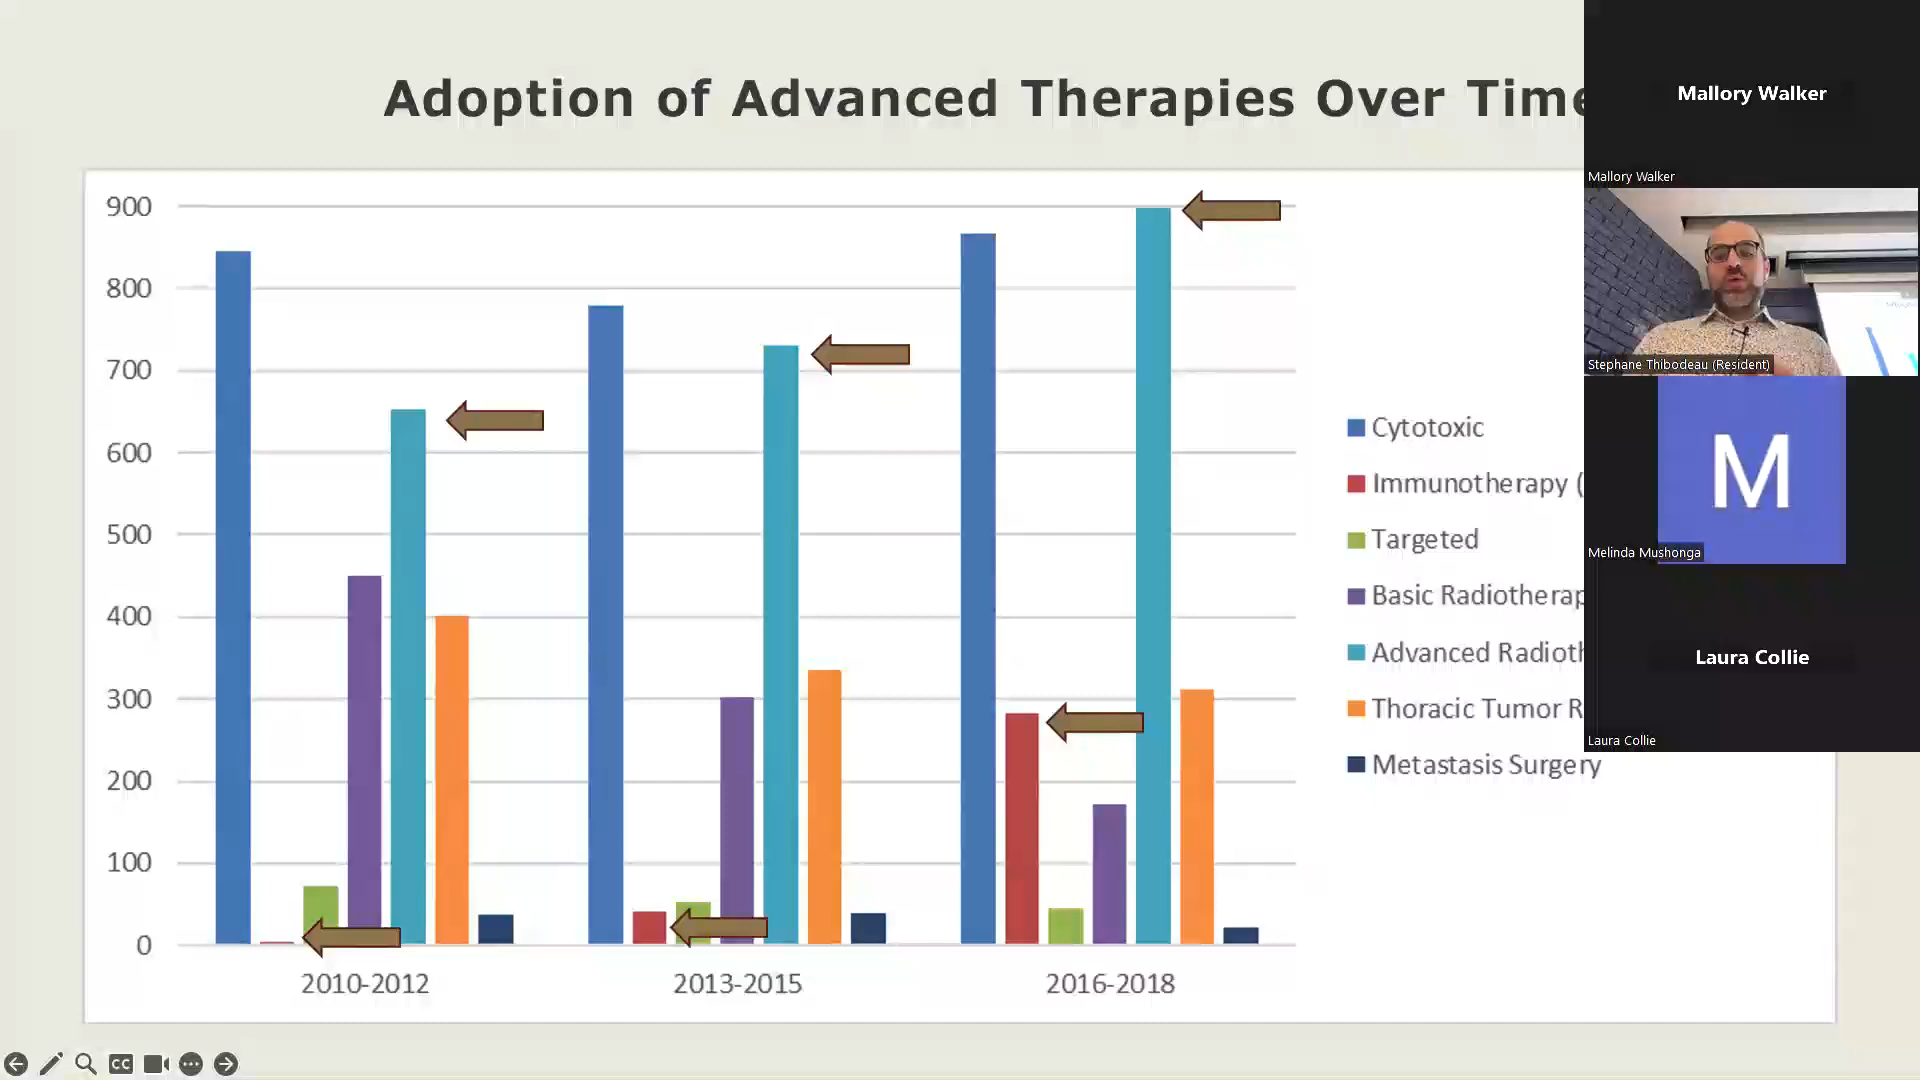 Adoption of Advanced Therapies Over Time
900
800
700
600
500
400
300
200
100
0
2010-2012
2013-2015
2016-2018
Cytotoxic
Immunotherapy (
Targeted
Basic Radiotherap
Advanced Radioth
Thoracic Tumor R
Metastasis Surgery
Mallory Walker
Mallory Walker
Stephane Thibodeau (Resident)
M
Melinda Mushonga
Laura Collie
Laura Collie
CC